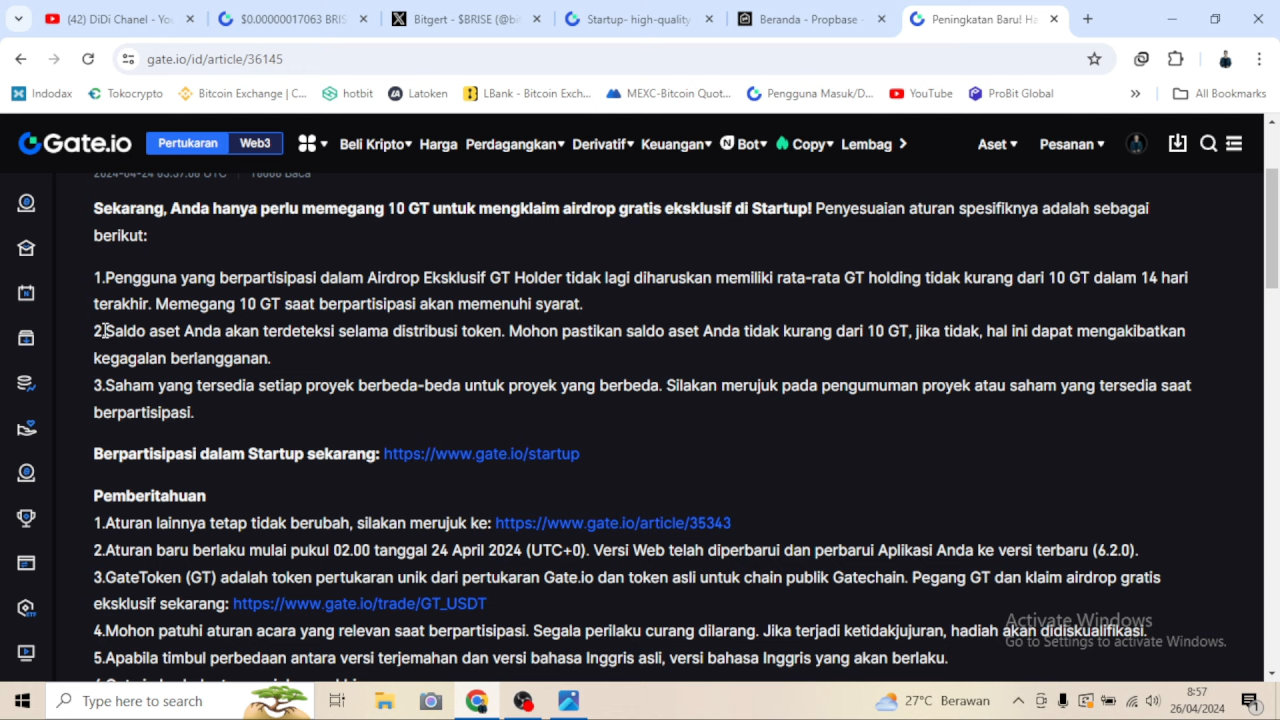 (42) DiDi Chanel - You
$0.00000017063 BRIS
Bitgert - $BRISE (@bi
Startup- high-quality
Beranda - Propbase -
Peningkatan Baru! Ha
gate.io/id/article/36145
Indodax
Tokocrypto
Bitcoin Exchange | C...
hotbit
Latoken
LBank - Bitcoin Exch...
MEXC-Bitcoin Quot...
Pengguna Masuk/D...
YouTube
ProBit Global
»
All Bookmarks
Gate.io
Pertukaran
Web3
Beli Kripto
Harga
Perdagangkan
Derivatif
Keuangan
Bot
Copy
Lembag
Aset
Pesanan
2024-04-24 03:37:08 UTC
Baca
Sekarang, Anda hanya perlu memegang 10 GT untuk mengklaim airdrop gratis eksklusif di Startup! Penyesuaian aturan spesifiknya adalah sebagai
berikut:
1.Pengguna yang berpartisipasi dalam Airdrop Eksklusif GT Holder tidak lagi diharuskan memiliki rata-rata GT holding tidak kurang dari 10 GT dalam 14 hari
terakhir. Memegang 10 GT saat berpartisipasi akan memenuhi syarat.
2.Saldo aset Anda akan terdeteksi selama distribusi token. Mohon pastikan saldo aset Anda tidak kurang dari 10 GT, jika tidak, hal ini dapat mengakibatkan
kegagalan berlangganan.
3.Saham yang tersedia setiap proyek berbeda-beda untuk proyek yang berbeda. Silakan merujuk pada pengumuman proyek atau saham yang tersedia saat
berpartisipasi.
Berpartisipasi dalam Startup sekarang: https://www.gate.io/startup
Pemberitahuan
1.Aturan lainnya tetap tidak berubah, silakan merujuk ke: https://www.gate.io/article/35343
2.Aturan baru berlaku mulai pukul 02.00 tanggal 24 April 2024 (UTC+0). Versi Web telah diperbarui dan perbarui Aplikasi Anda ke versi terbaru (6.2.0).
3.GateToken (GT) adalah token pertukaran unik dari pertukaran Gate.io dan token asli untuk chain publik Gatechain. Pegang GT dan klaim airdrop gratis
eksklusif sekarang: https://www.gate.io/trade/GT_USDT
4.Mohon patuhi aturan acara yang relevan saat berpartisipasi. Segala perilaku curang dilarang. Jika terjadi ketidakjujuran, hadiah akan didiskualifikasi.
5.Apabila timbul perbedaan antara versi terjemahan dan versi bahasa Inggris asli, versi bahasa Inggris yang akan berlaku.
Activate Windows
Go to Settings to activate Windows.
Type here to search
27°C Berawan
8:57
26/04/2024
1